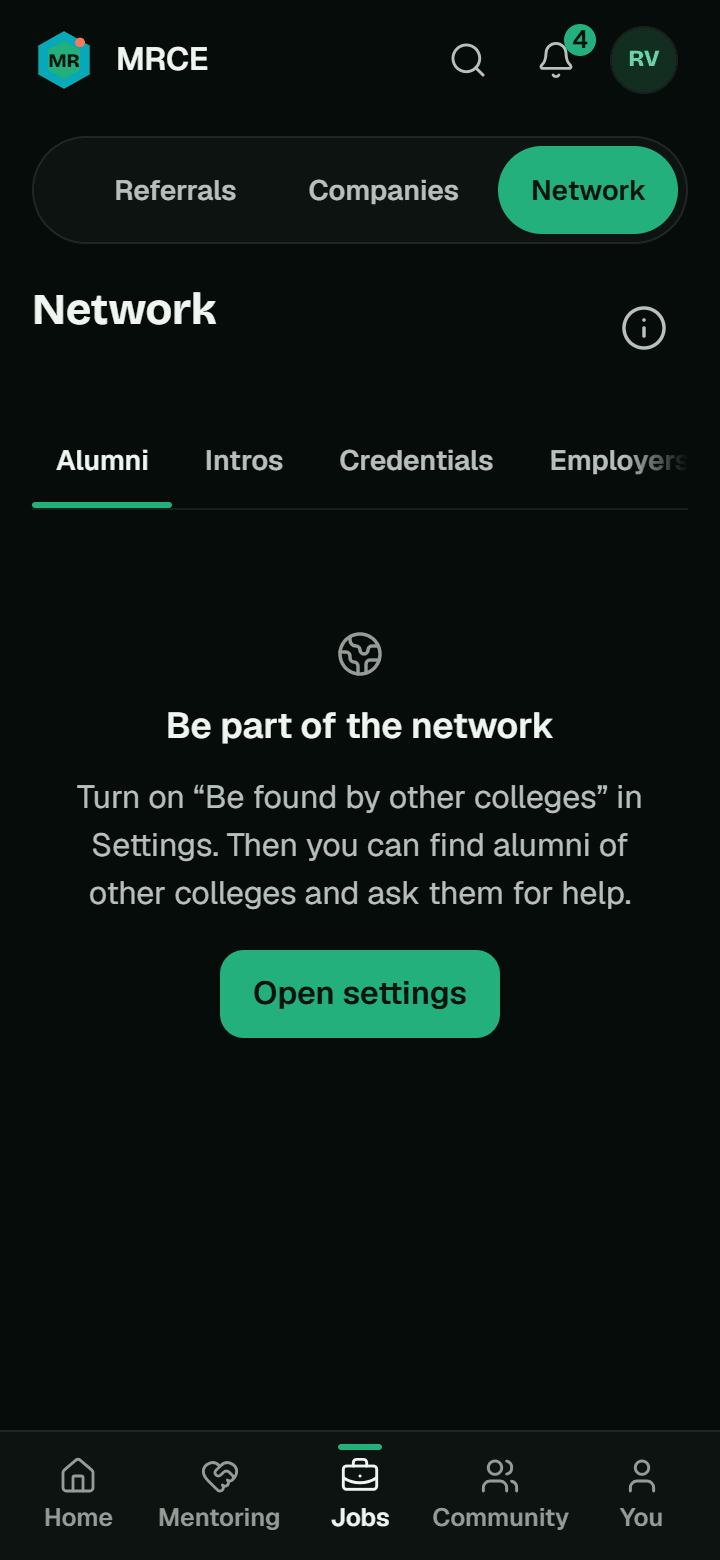 MR
MRCE
4
RV
Referrals
Companies
Network
Network
Alumni
Intros
Credentials
Employers
Be part of the network
Turn on “Be found by other colleges” in
Settings. Then you can find alumni of
other colleges and ask them for help.
Open settings
Home
Mentoring
Jobs
Community
You